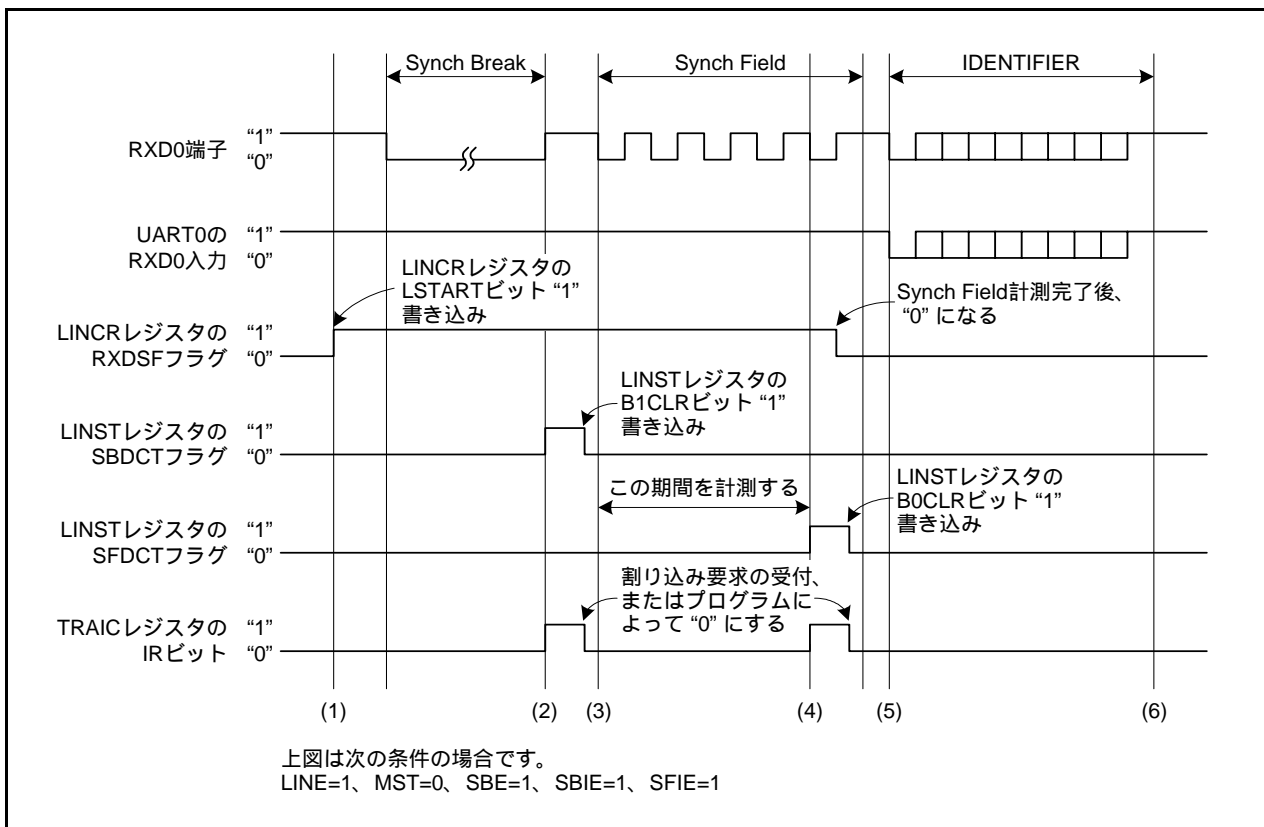 Synch Break
Synch Field
IDENTIFIER
RXD0端子
“1”
“0”
UART0の
RXD0入力
“1”
“0”
LINCRレジスタの
LSTARTビット “1”
書き込み
Synch Field計測完了後、
“0” になる
LINCRレジスタの
RXDSFフラグ
“1”
“0”
LINSTレジスタの
B1CLRビット “1”
書き込み
LINSTレジスタの
SBDCTフラグ
“1”
“0”
この期間を計測する
LINSTレジスタの
B0CLRビット “1”
書き込み
LINSTレジスタの
SFDCTフラグ
“1”
“0”
割り込み要求の受付、
またはプログラムに
よって “0” にする
TRAICレジスタの
IRビット
“1”
“0”
(1)
(2)
(3)
(4)
(5)
(6)
上図は次の条件の場合です。
LINE=1、MST=0、SBE=1、SBIE=1、SFIE=1